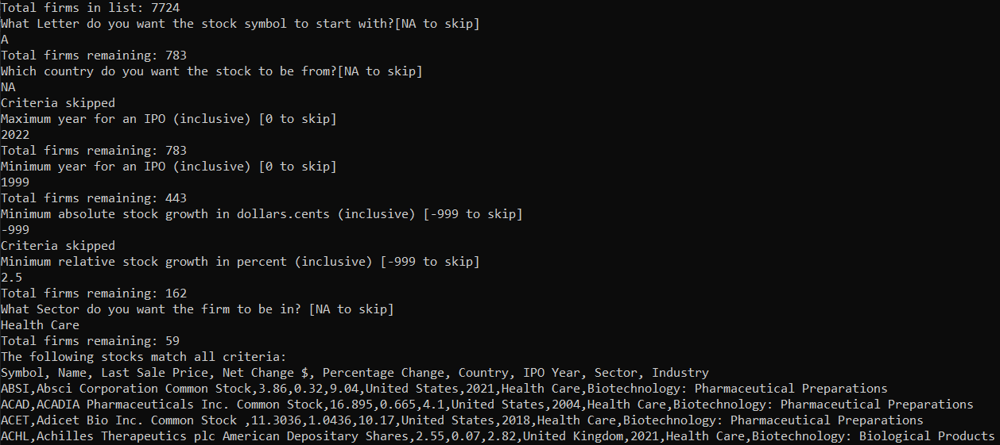 Total firms in list: 7724
What Letter do you want the stock symbol to start with?[NA to skip]
A
Total firms remaining: 783
Which country do you want the stock to be from?[NA to skip]
NA
Criteria skipped
Maximum year for an IPO (inclusive) [0 to skip]
2022
Total firms remaining: 783
Minimum year for an IPO (inclusive) [0 to skip]
1999
Total firms remaining: 443
Minimum absolute stock growth in dollars.cents (inclusive) [-999 to skip]
-999
Criteria skipped
Minimum relative stock growth in percent (inclusive) [-999 to skip]
2.5
Total firms remaining: 162
What Sector do you want the firm to be in? [NA to skip]
Health Care
Total firms remaining: 59
The following stocks match all criteria:
Symbol, Name, Last Sale Price, Net Change $, Percentage Change, Country, IPO Year, Sector, Industry
ABSI,Absci Corporation Common Stock,3.86,0.32,9.04,United States,2021,Health Care,Biotechnology: Pharmaceutical Preparations
ACAD,ACADIA Pharmaceuticals Inc. Common Stock,16.895,0.665,4.1,United States,2004,Health Care,Biotechnology: Pharmaceutical Preparations
ACET,Adicet Bio Inc. Common Stock ,11.3036,1.0436,10.17,United States,2018,Health Care,Biotechnology: Pharmaceutical Preparations
ACHL,Achilles Therapeutics plc American Depositary Shares,2.55,0.07,2.82,United Kingdom,2021,Health Care,Biotechnology: Biological Products